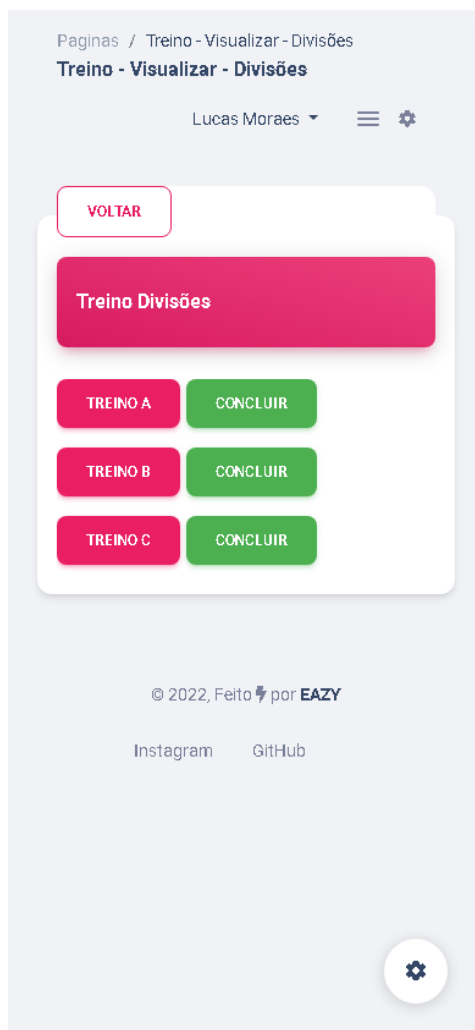 Paginas / Treino - Visualizar - Divisões
Treino - Visualizar - Divisões
Lucas Moraes
VOLTAR
Treino Divisões
TREINO A CONCLUIR
TREINO B CONCLUIR
TREINO C CONCLUIR
© 2022, Feito por EAZY
Instagram GitHub